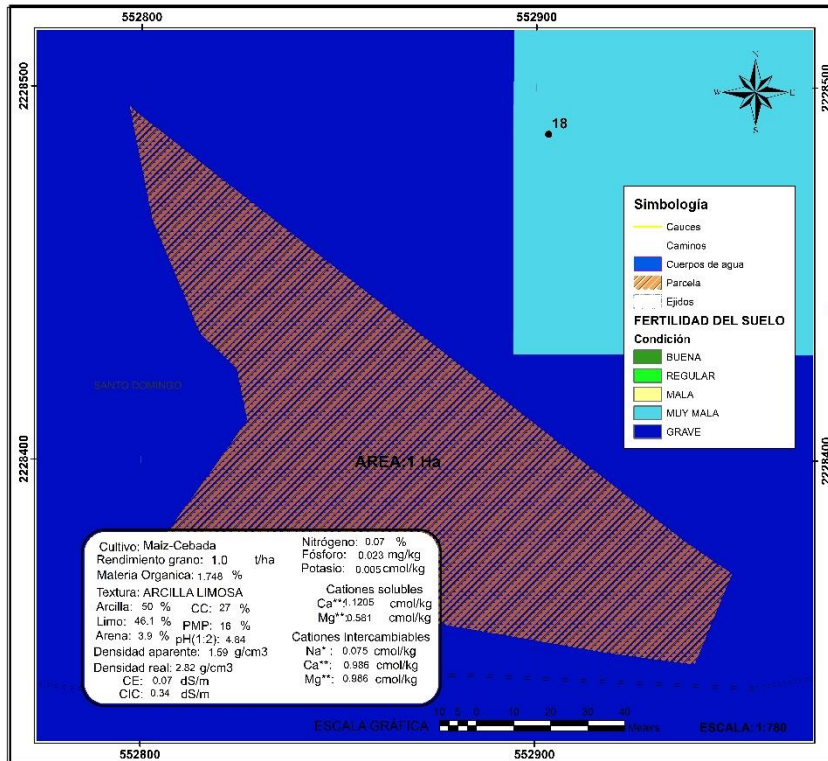 552800
552900
2228500
2228500
N
W
E
S
18
Simbología
Cauces
Caminos
Cuerpos de agua
Parcela
Ejidos
FERTILIDAD DEL SUELO
Condición
BUENA
REGULAR
MALA
MUY MALA
GRAVE
SANTO DOMINGO
2228400
2228400
AREA:1 Ha
Cultivo: Maiz-Cebada
Rendimiento grano: 1.0 t/ha
Materia Organica: 1.748 %
Textura: ARCILLA LIMOSA
Arcilla: 50 % CC: 27 %
Limo: 46.1 % PMP: 16 %
Arena: 3.9 % pH(1:2): 4.84
Densidad aparente: 1.59 g/cm3
Densidad real: 2.82 g/cm3
CE: 0.07 dS/m
CIC: 0.34 dS/m
Nitrógeno: 0.07 %
Fósforo: 0.023 mg/kg
Potasio: 0.005 cmol/kg
Cationes solubles
Ca**: 1.1205 cmol/kg
Mg**: 0.581 cmol/kg
Cationes Intercambiables
Na*: 0.075 cmol/kg
Ca**: 0.986 cmol/kg
Mg**: 0.986 cmol/kg
ESCALA GRÁFICA
10 5 0 10 20 30 40
Meters
ESCALA: 1:780
552800
552900